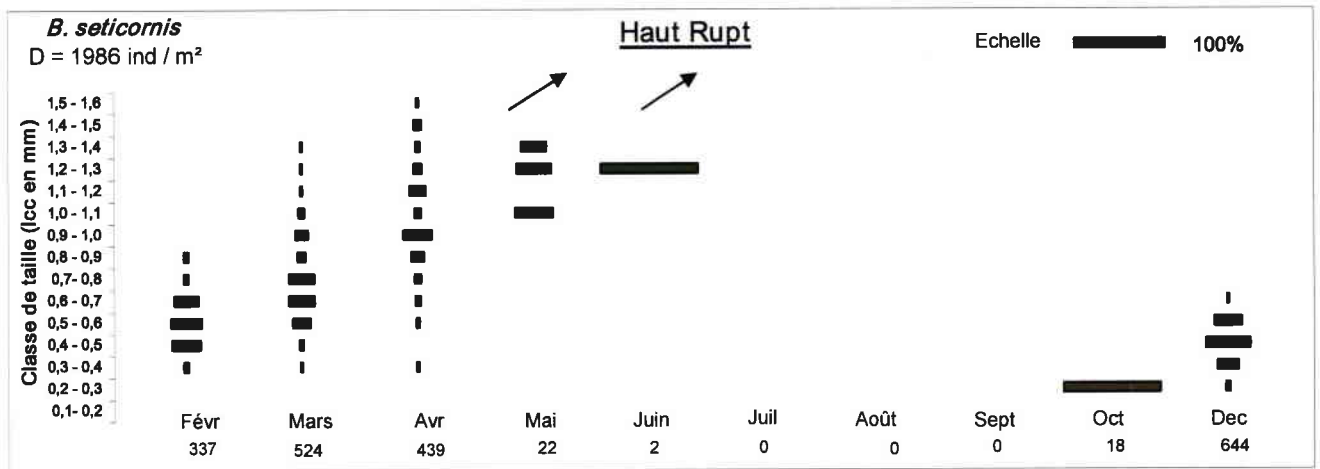 B. seticornis
D = 1986 ind / m²
Haut Rupt
Echelle 100%
Classe de taille (lcc en mm)
1,5 - 1,6
1,4 - 1,5
1,3 - 1,4
1,2 - 1,3
1,1 - 1,2
1,0 - 1,1
0,9 - 1,0
0,8 - 0,9
0,7- 0,8
0,6 - 0,7
0,5 - 0,6
0,4 - 0,5
0,3 - 0,4
0,2 - 0,3
0,1- 0,2
Févr Mars Avr Mai Juin Juil Août Sept Oct Dec
337 524 439 22 2 0 0 0 18 644